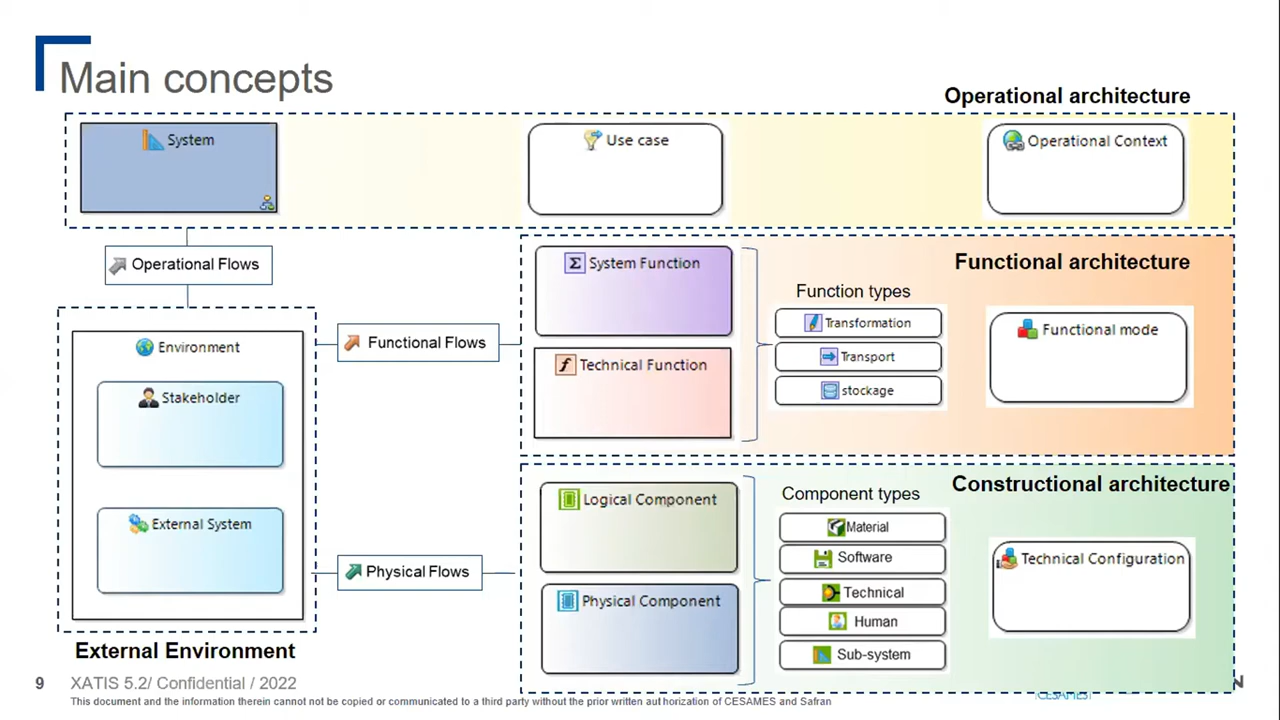 Main concepts
Operational architecture
System
Use case
Operational Context
Operational Flows
Functional architecture
System Function
Function types
Transformation
Transport
stockage
Functional mode
Technical Function
Functional Flows
Environment
Stakeholder
External System
External Environment
Physical Flows
Constructional architecture
Logical Component
Physical Component
Component types
Material
Software
Technical
Human
Sub-system
Technical Configuration
9 XATIS 5.2/ Confidential / 2022
This document and the information therein cannot not be copied or communicated to a third party without the prior written authorization of CESAMES and Safran
CESAMES
N